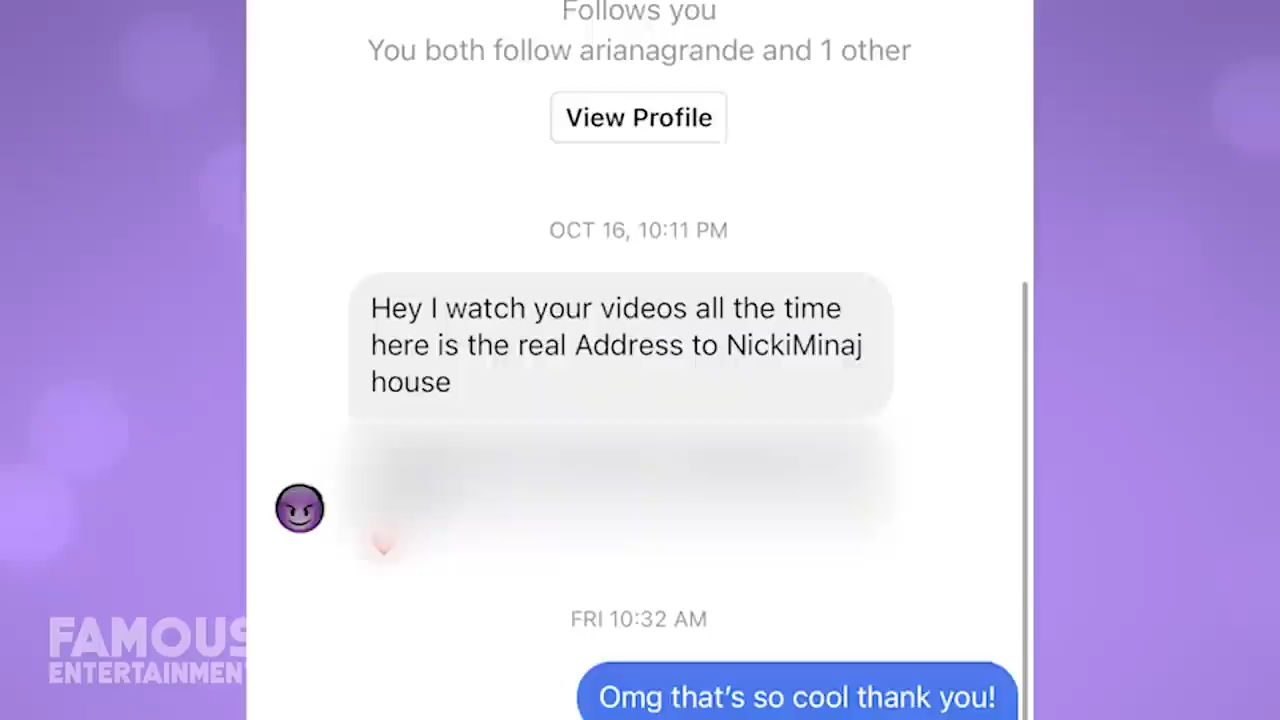 Follows you
You both follow arianagrande and 1 other
View Profile
OCT 16, 10:11 PM
Hey I watch your videos all the time
here is the real Address to NickiMinaj
house
FRI 10:32 AM
Omg that's so cool thank you!
FAMOUS
ENTERTAINMENT